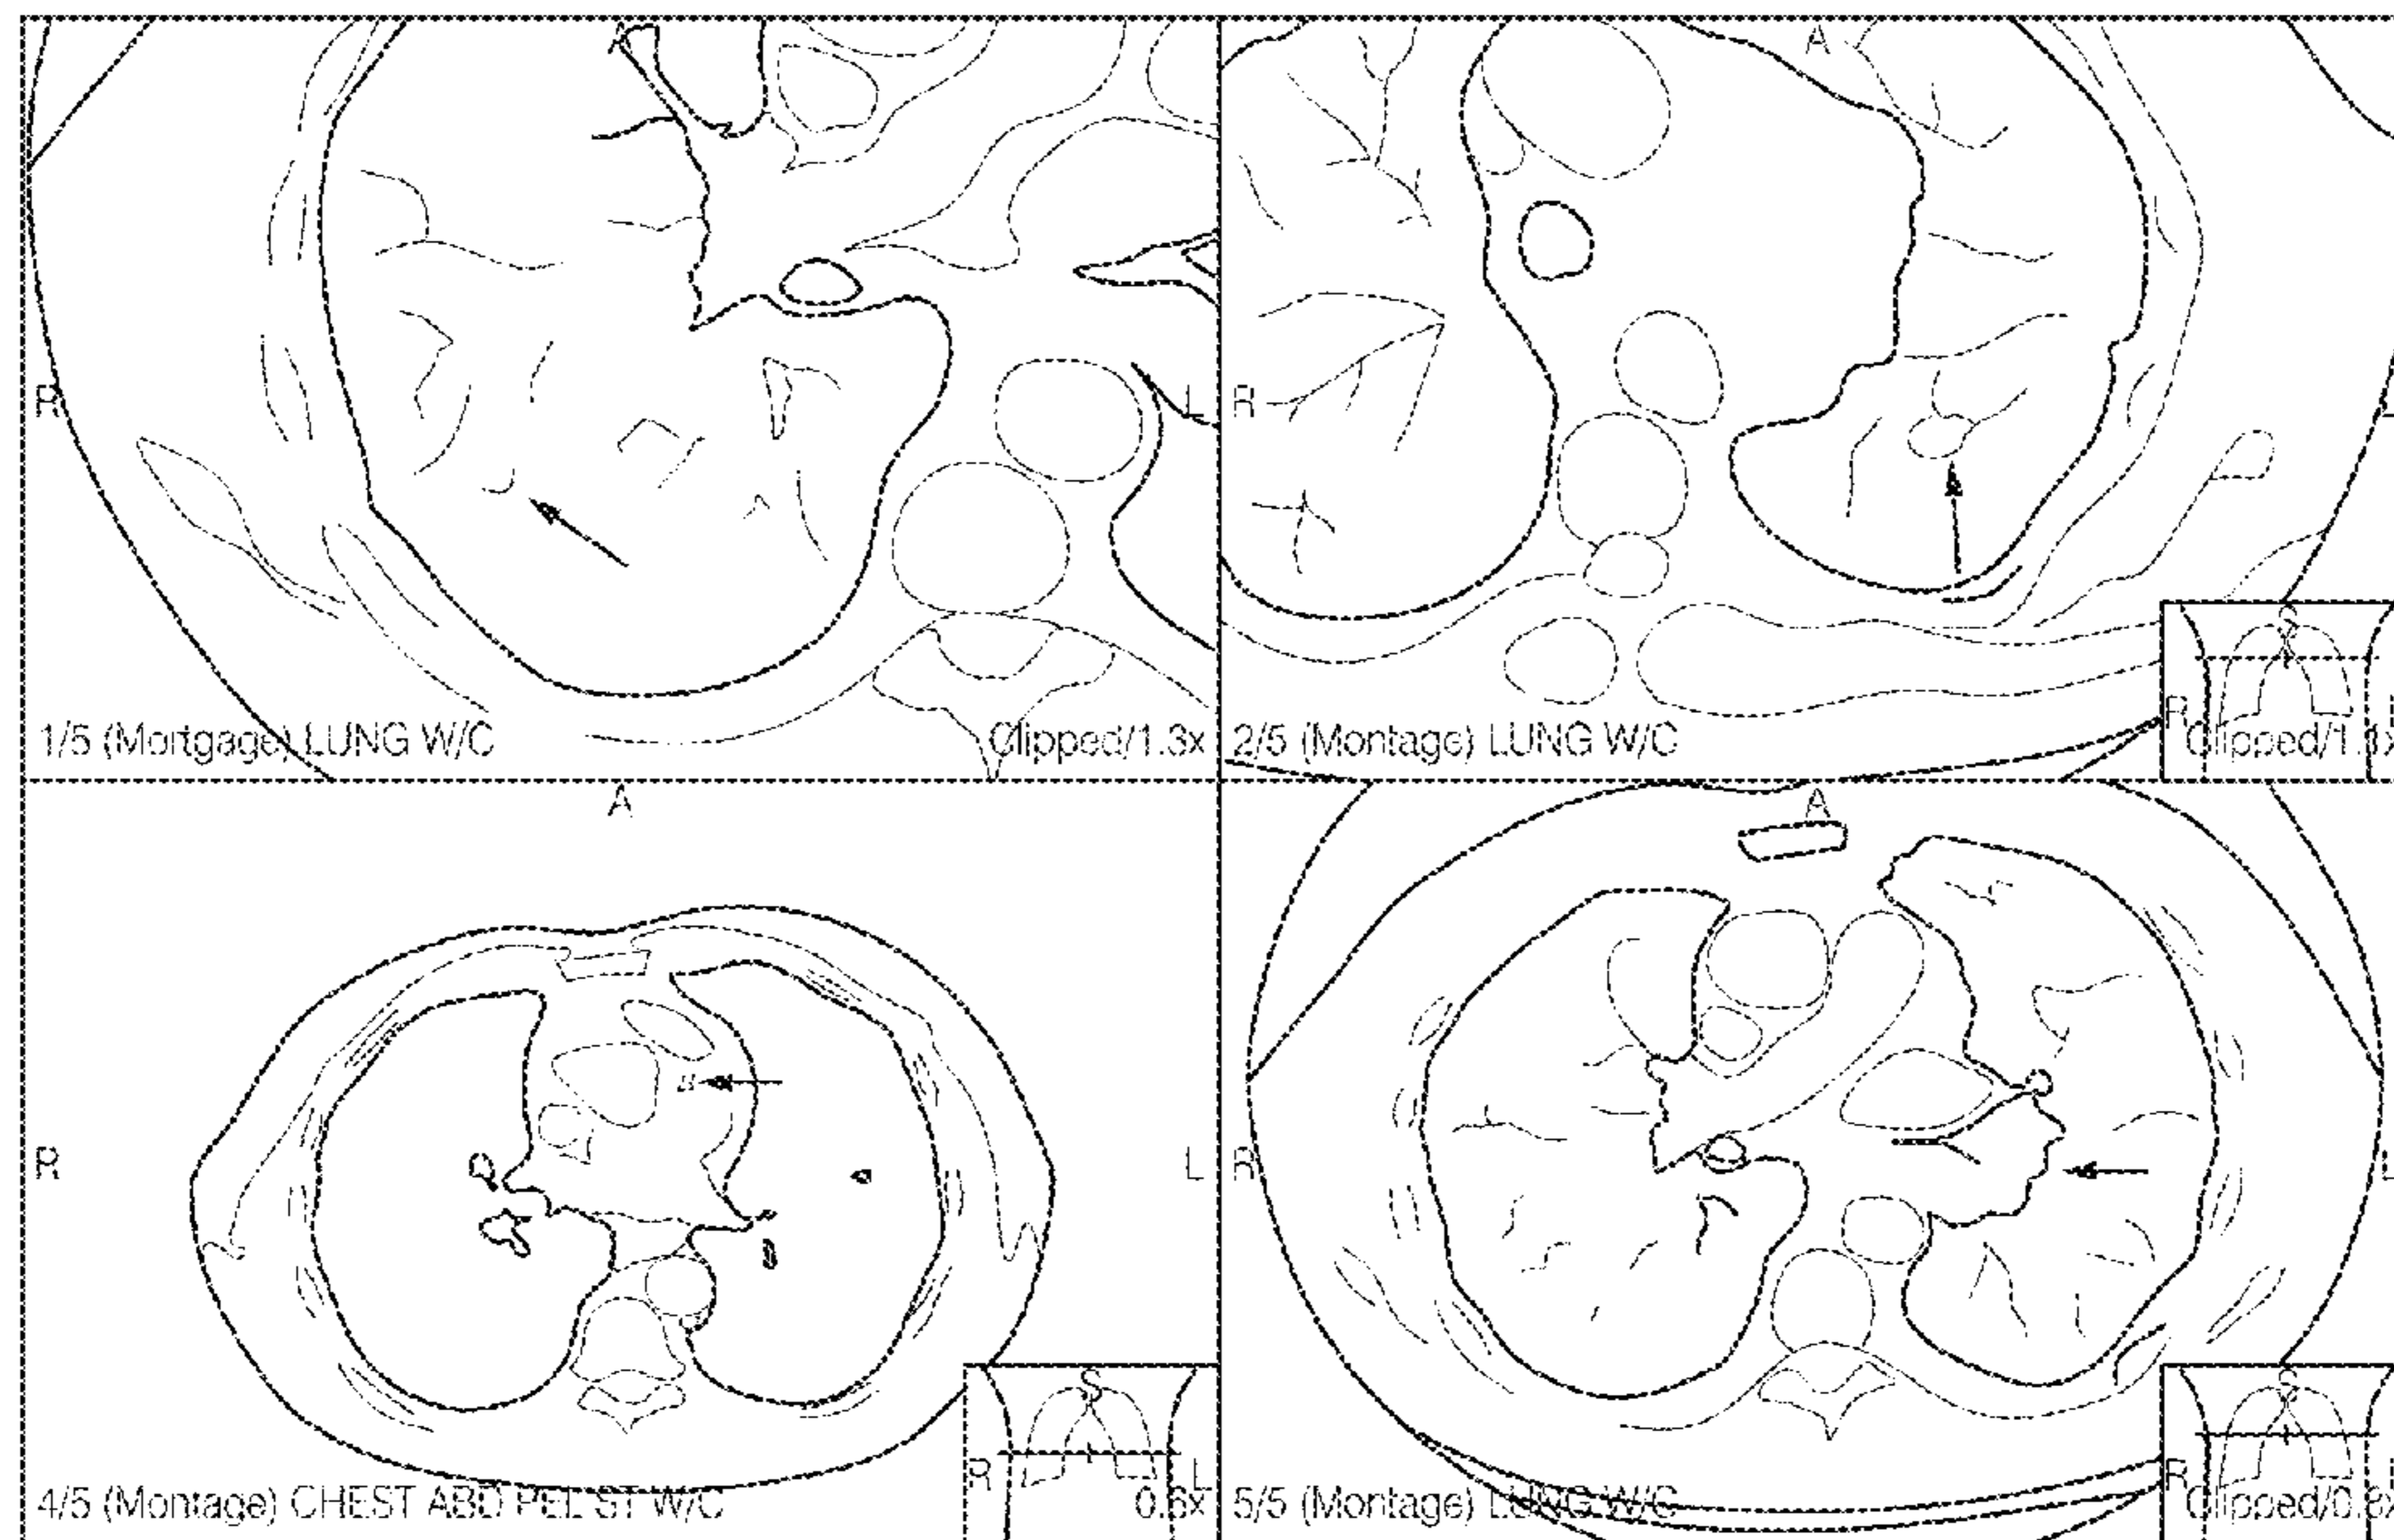 A
A
R
L
R
L
S
R
L
1/5 (Mortgage) LUNG W/C
Clipped/1.3x
2/5 (Montage) LUNG W/C
A
A
R
L
R
L
S
R
L
S
R
4/5 (Montage) CHEST ABD PEL ST W/C
5/5 (Montage) LUNG W/C